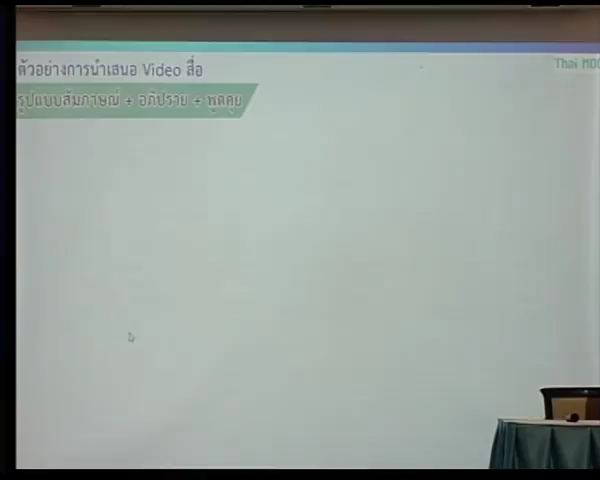 ตัวอย่างการนำเสนอ Video สื่อ
Thai MOO
รูปแบบสัมภาษณ์ + อภิปราย + พูดคุย